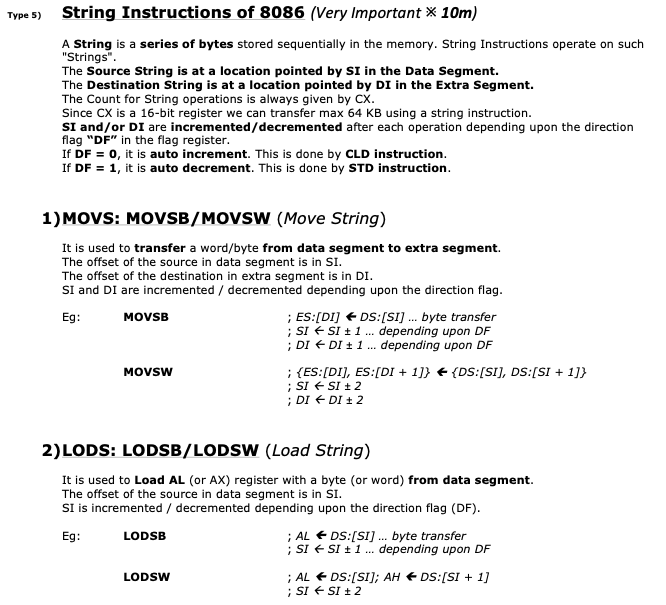 Type 5) String Instructions of 8086 (Very Important ※ 10m)
A String is a series of bytes stored sequentially in the memory. String Instructions operate on such
"Strings".
The Source String is at a location pointed by SI in the Data Segment.
The Destination String is at a location pointed by DI in the Extra Segment.
The Count for String operations is always given by CX.
Since CX is a 16-bit register we can transfer max 64 KB using a string instruction.
SI and/or DI are incremented/decremented after each operation depending upon the direction
flag “DF” in the flag register.
If DF = 0, it is auto increment. This is done by CLD instruction.
If DF = 1, it is auto decrement. This is done by STD instruction.
1) MOVS: MOVSB/MOVSW (Move String)
It is used to transfer a word/byte from data segment to extra segment.
The offset of the source in data segment is in SI.
The offset of the destination in extra segment is in DI.
SI and DI are incremented / decremented depending upon the direction flag.
Eg: MOVSB ; ES:[DI] ← DS:[SI] ... byte transfer
; SI ← SI ± 1 ... depending upon DF
; DI ← DI ± 1 ... depending upon DF
MOVSW ; {ES:[DI], ES:[DI + 1]} ← {DS:[SI], DS:[SI + 1]}
; SI ← SI ± 2
; DI ← DI ± 2
2) LODS: LODSB/LODSW (Load String)
It is used to Load AL (or AX) register with a byte (or word) from data segment.
The offset of the source in data segment is in SI.
SI is incremented / decremented depending upon the direction flag (DF).
Eg: LODSB ; AL ← DS:[SI] ... byte transfer
; SI ← SI ± 1 ... depending upon DF
LODSW ; AL ← DS:[SI]; AH ← DS:[SI + 1]
; SI ← SI ± 2